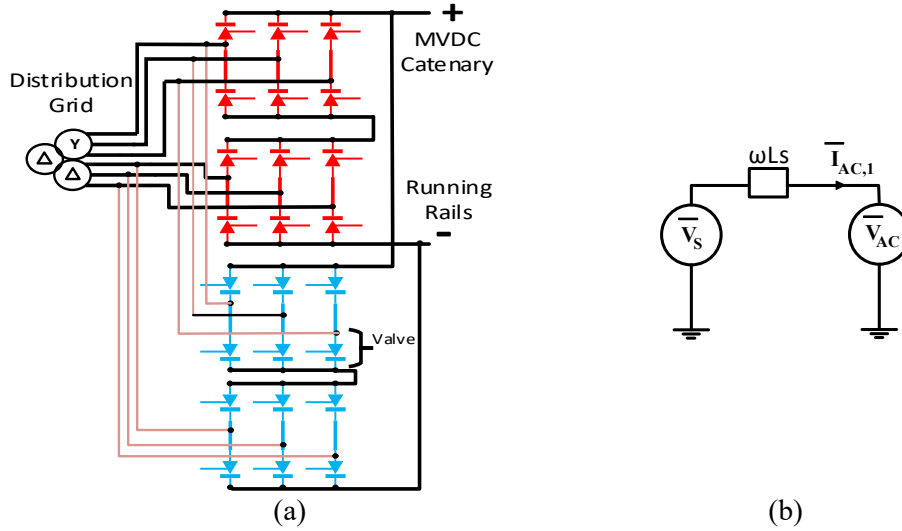 +
MVDC
Catenary
Distribution
Grid
Y
Δ
Δ
Running
Rails
-
Valve
(a)
ωLs
I̅AC,1
V̅S
V̅AC
(b)